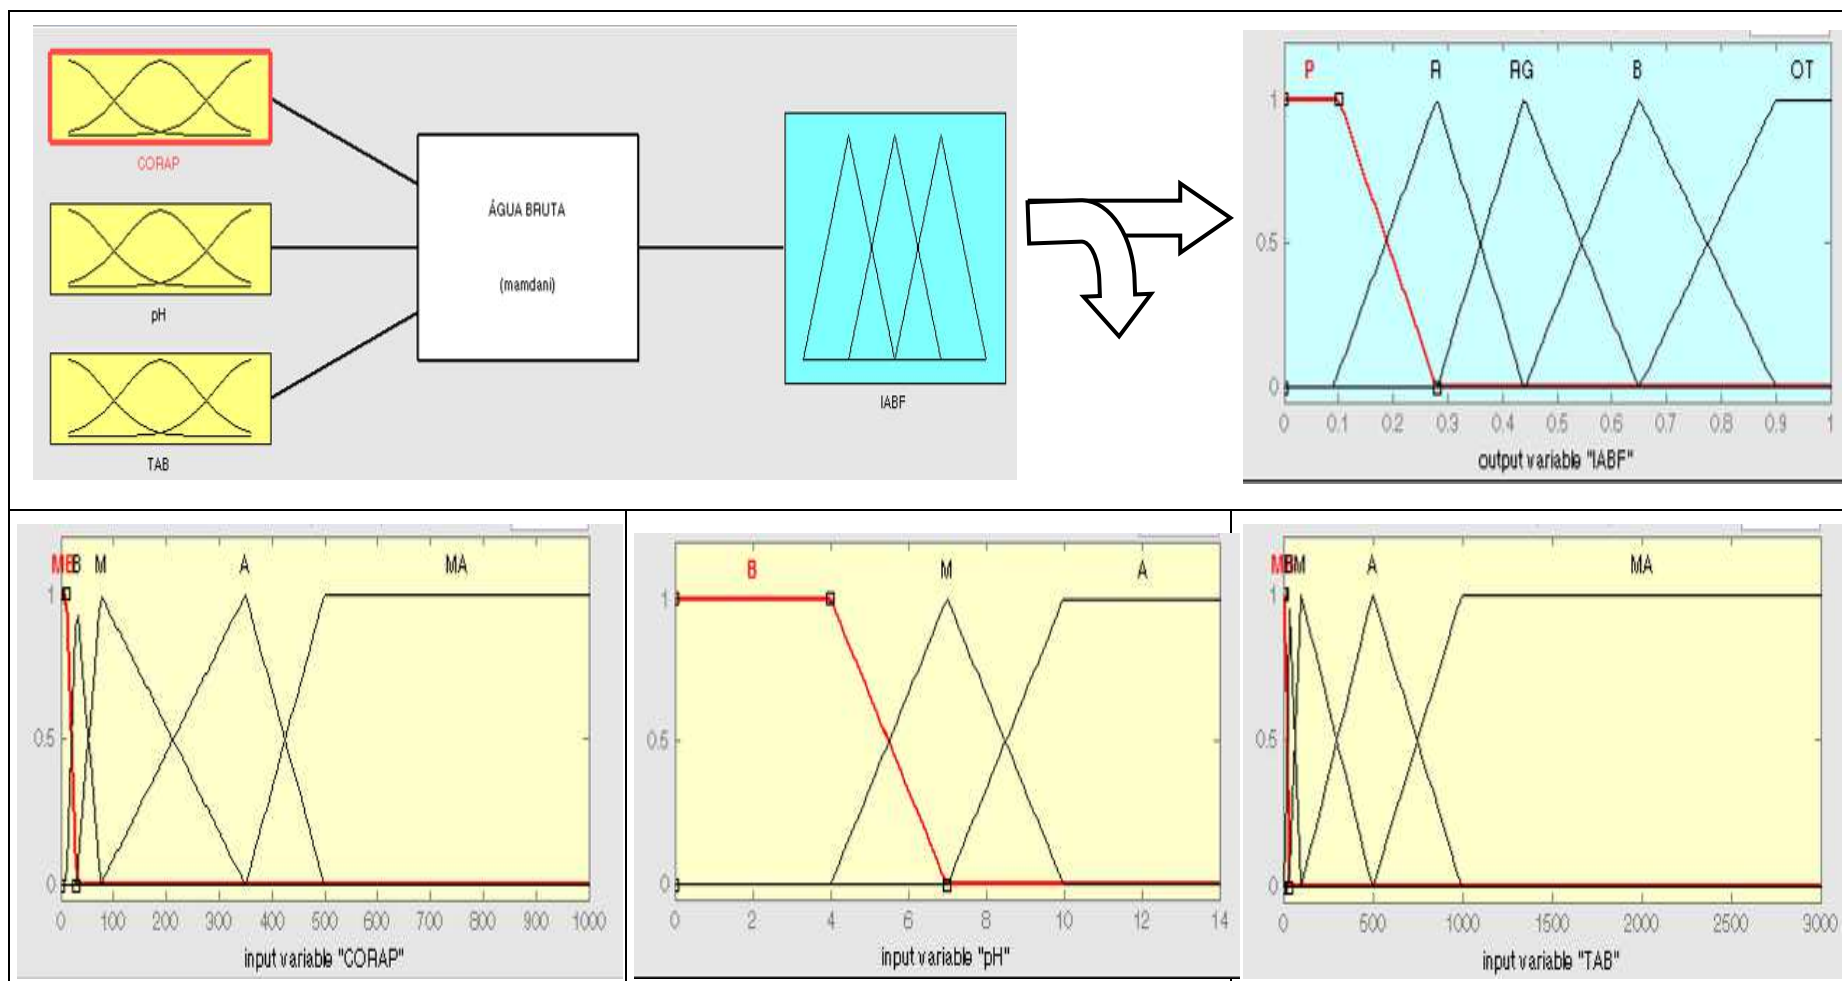 CORAP
ÁGUA BRUTA
(mamdani)
pH
TAB
IABF
P R RG B OT
1
0.5
0
0 0.1 0.2 0.3 0.4 0.5 0.6 0.7 0.8 0.9 1
output variable "IABF"
MB B M A MA
1
0.5
0
0 100 200 300 400 500 600 700 800 900 1000
input variable "CORAP"
B M A
1
0.5
0
0 2 4 6 8 10 12 14
input variable "pH"
MB B M A MA
1
0.5
0
0 500 1000 1500 2000 2500 3000
input variable "TAB"